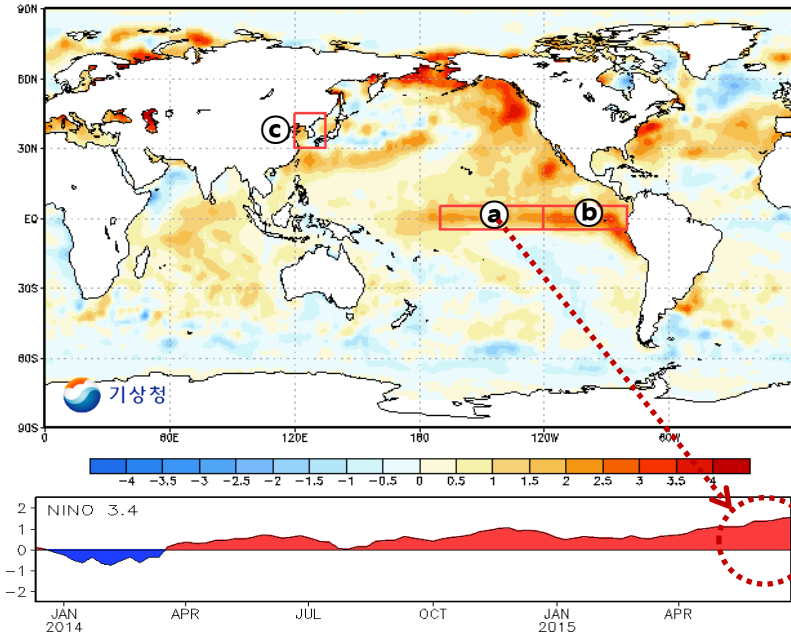 90N
60N
30N
EQ
30S
60S
90S
ⓒ
ⓐ
ⓑ
기상청
0 60E 120E 180 120W 60W
-4 -3.5 -3 -2.5 -2 -1.5 -1 -0.5 0 0.5 1 1.5 2 2.5 3 3.5 4
NINO 3.4
2
1
0
-1
-2
JAN APR JUL OCT JAN APR
2014 2015